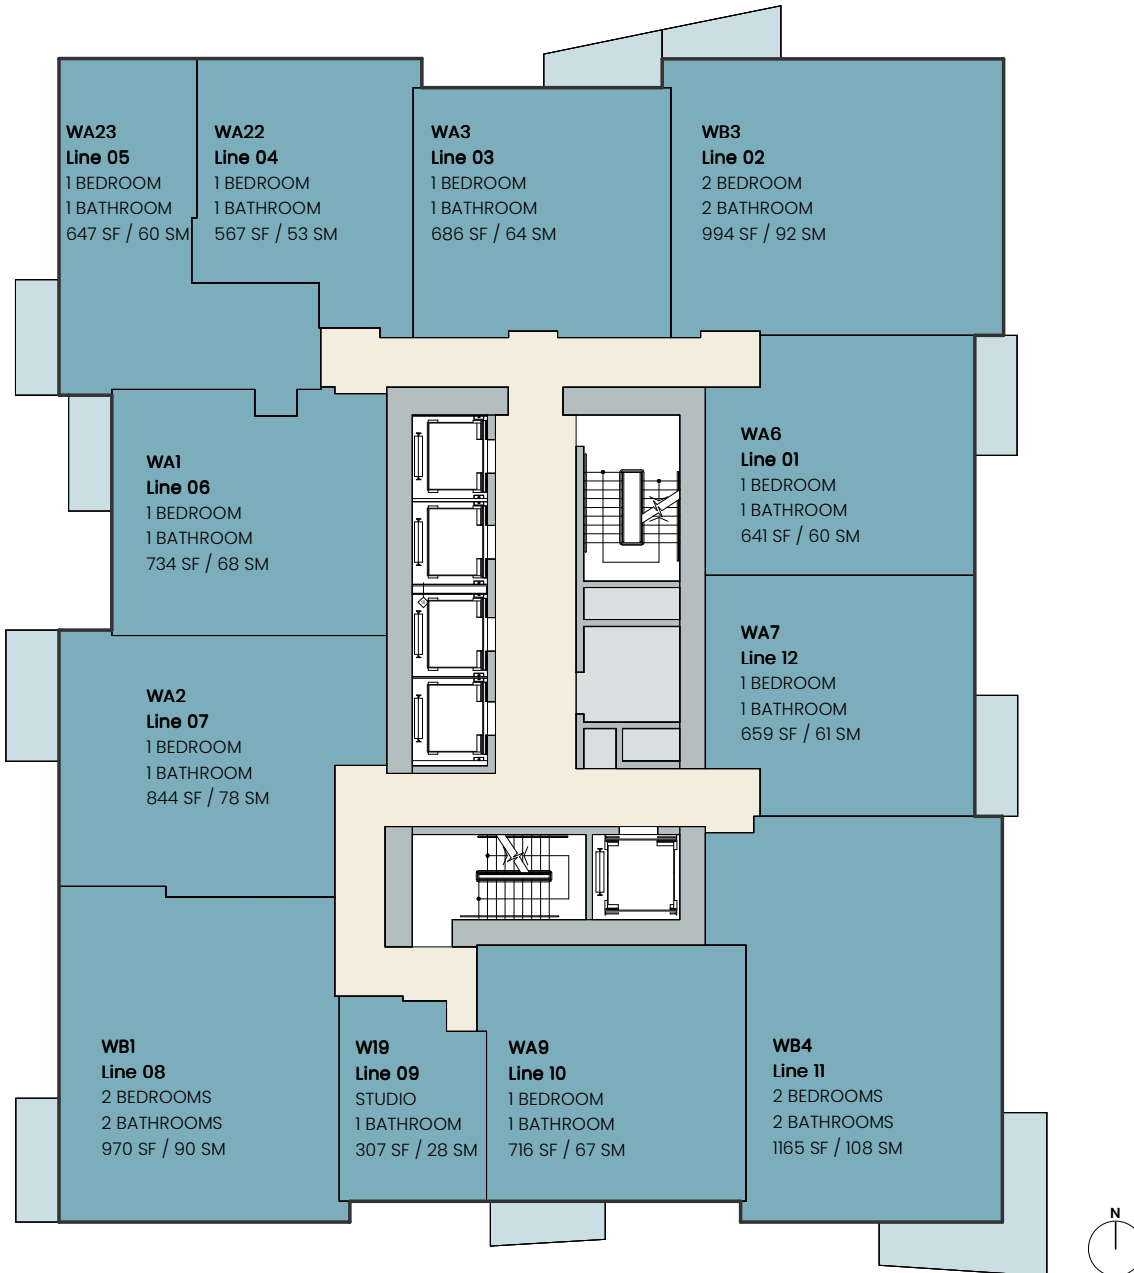 WA23
Line 05
1 BEDROOM
1 BATHROOM
647 SF / 60 SM
WA22
Line 04
1 BEDROOM
1 BATHROOM
567 SF / 53 SM
WA3
Line 03
1 BEDROOM
1 BATHROOM
686 SF / 64 SM
WB3
Line 02
2 BEDROOM
2 BATHROOM
994 SF / 92 SM
WA1
Line 06
1 BEDROOM
1 BATHROOM
734 SF / 68 SM
WA6
Line 01
1 BEDROOM
1 BATHROOM
641 SF / 60 SM
WA2
Line 07
1 BEDROOM
1 BATHROOM
844 SF / 78 SM
WA7
Line 12
1 BEDROOM
1 BATHROOM
659 SF / 61 SM
WB1
Line 08
2 BEDROOMS
2 BATHROOMS
970 SF / 90 SM
W19
Line 09
STUDIO
1 BATHROOM
307 SF / 28 SM
WA9
Line 10
1 BEDROOM
1 BATHROOM
716 SF / 67 SM
WB4
Line 11
2 BEDROOMS
2 BATHROOMS
1165 SF / 108 SM
N